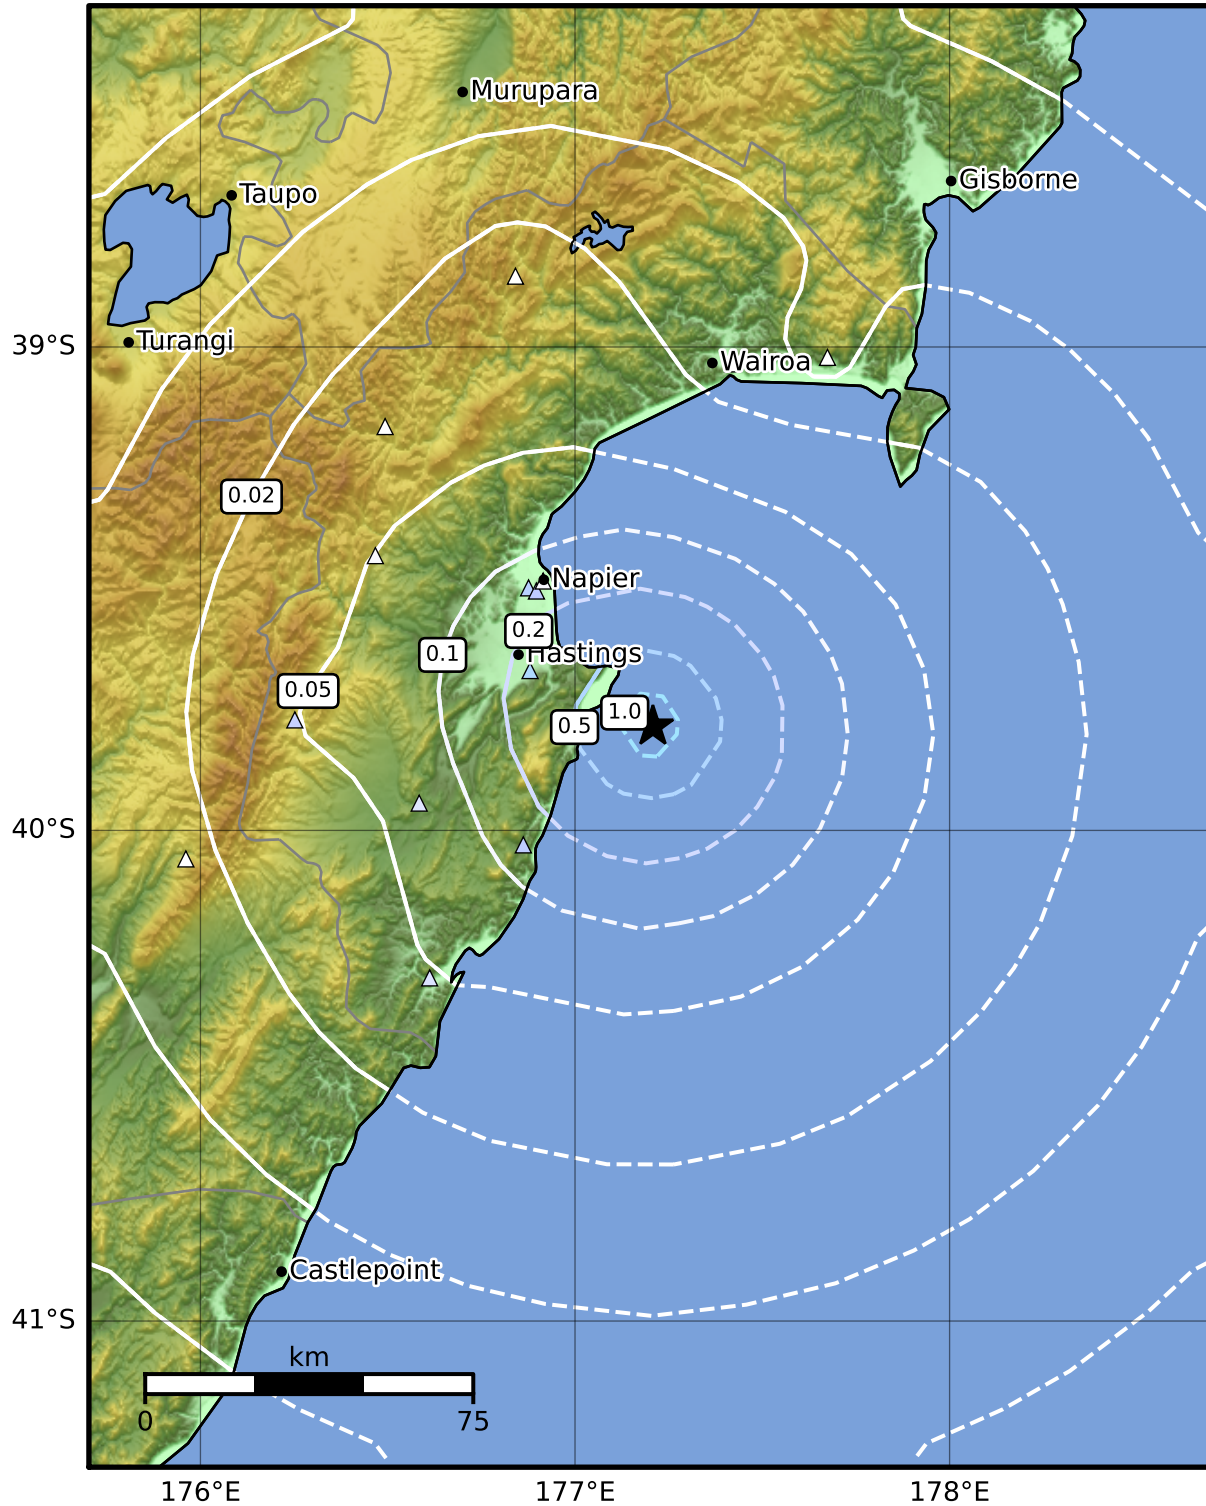 Murupara
Taupo
Gisborne
Turangi
39°S
Wairoa
0.02
Napier
0.2
0.1
Hastings
0.05
1.0
0.5
40°S
Castlepoint
41°S
km
0 75
176°E 177°E 178°E